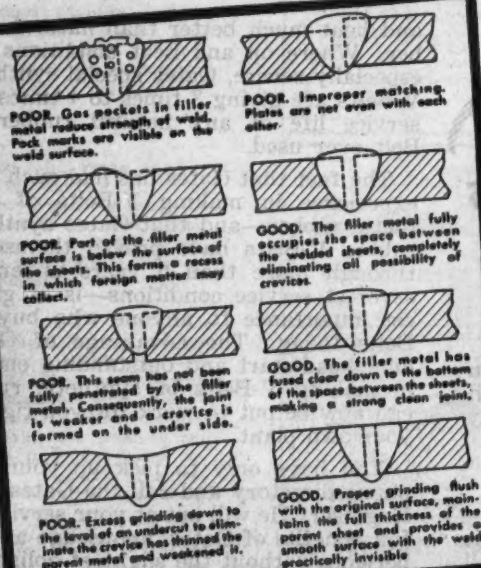 POOR. Gas pockets in filler
metal reduce strength of weld.
Pock marks are visible on the
weld surface.
POOR. Part of the filler metal
surface is below the surface of
the sheets. This forms a recess
in which foreign matter may
collect.
POOR. This seam has not been
fully penetrated by the filler
metal. Consequently, the joint
is weaker and a crevice is
formed on the under side.
POOR. Excess grinding down to
the level of an undercut to elim-
inate the crevice has thinned the
parent metal and weakened it.
POOR. Improper matching.
Plates are not even with each
other.
GOOD. The filler metal fully
occupies the space between
the welded sheets, completely
eliminating the possibility of
crevices.
GOOD. The filler metal has
fused clear down to the bottom
of the space between the sheets,
making a strong clean joint.
GOOD. Proper grinding flush
with the original surface, main-
tains the full thickness of the
parent sheet and provides a
smooth surface with the weld
practically invisible